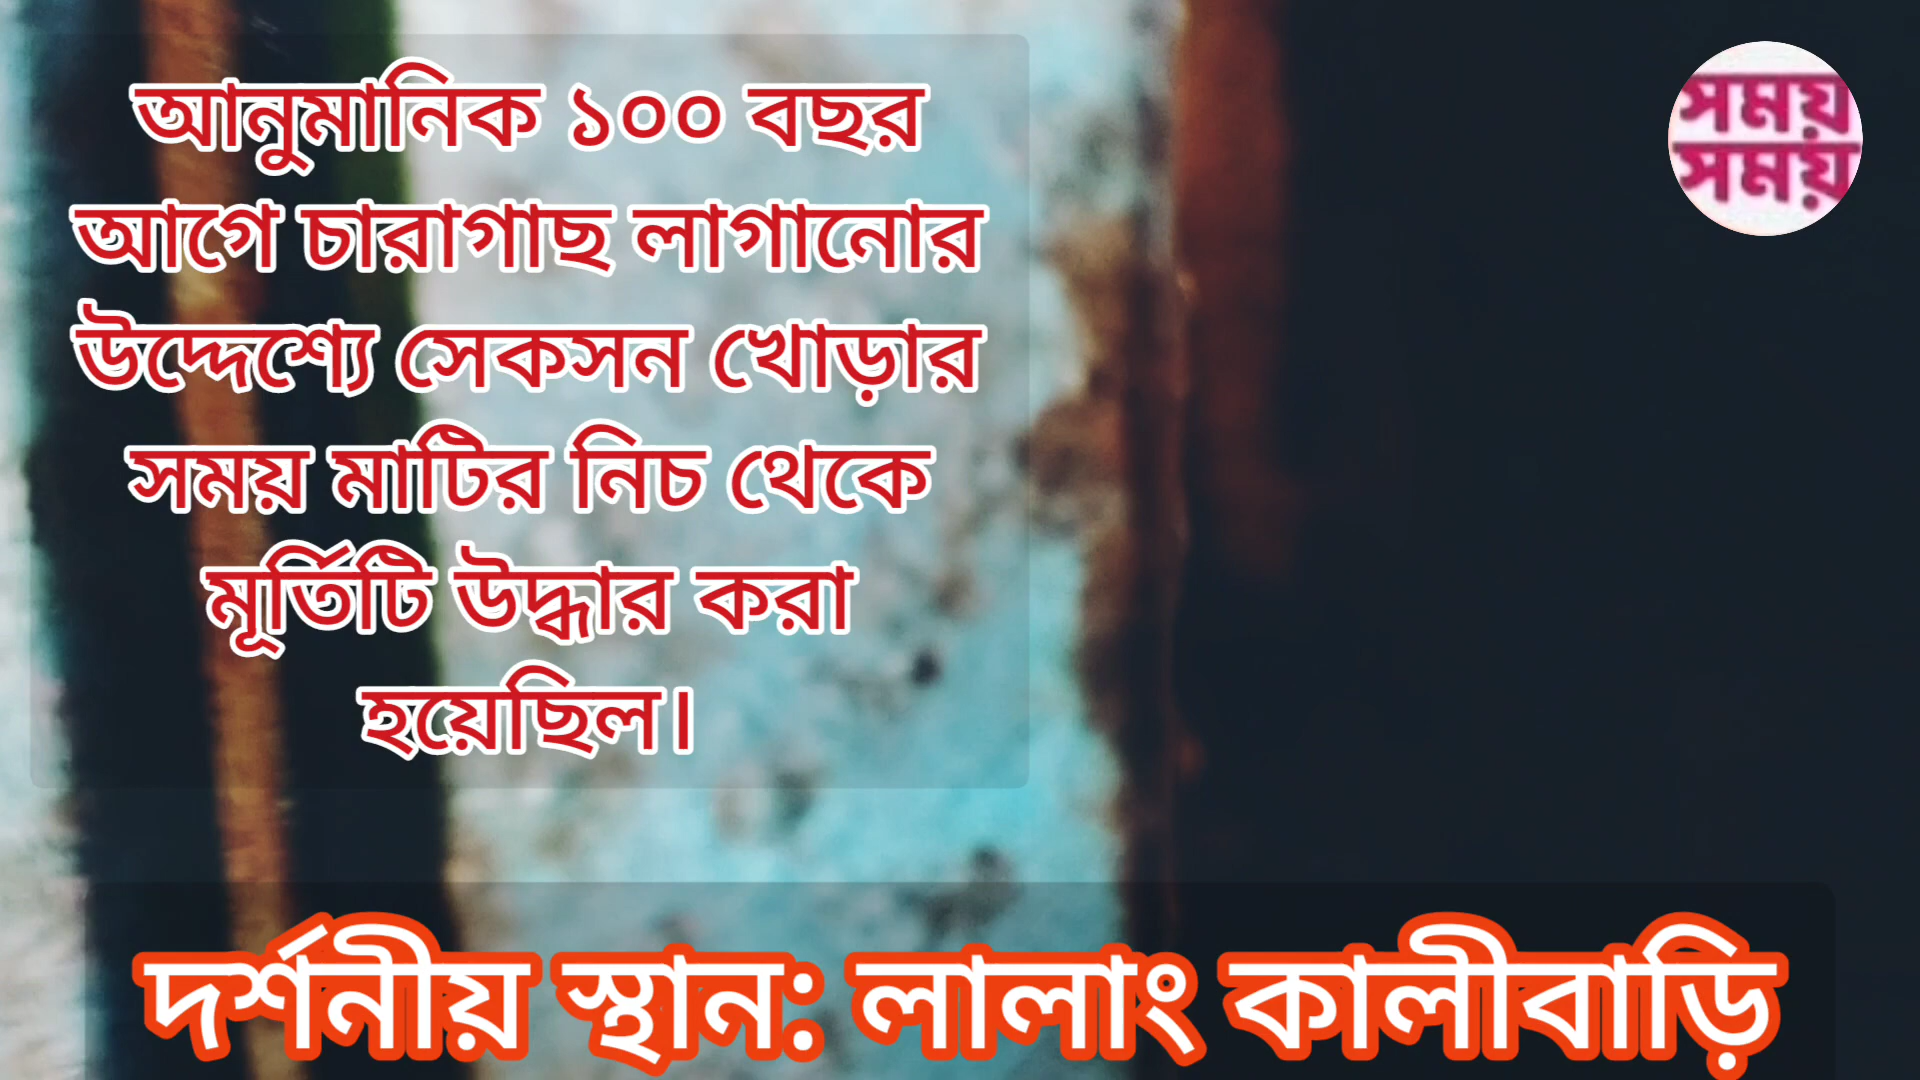 আনুমানিক ১০০ বছর
আগে চারাগাছ লাগানোর
উদ্দেশ্যে সেকসন খোড়ার
সময় মাটির নিচ থেকে
মূর্তিটি উদ্ধার করা
হয়েছিল।
সময়
সময়
দর্শনীয় স্থান: লালাং কালীবাড়ি